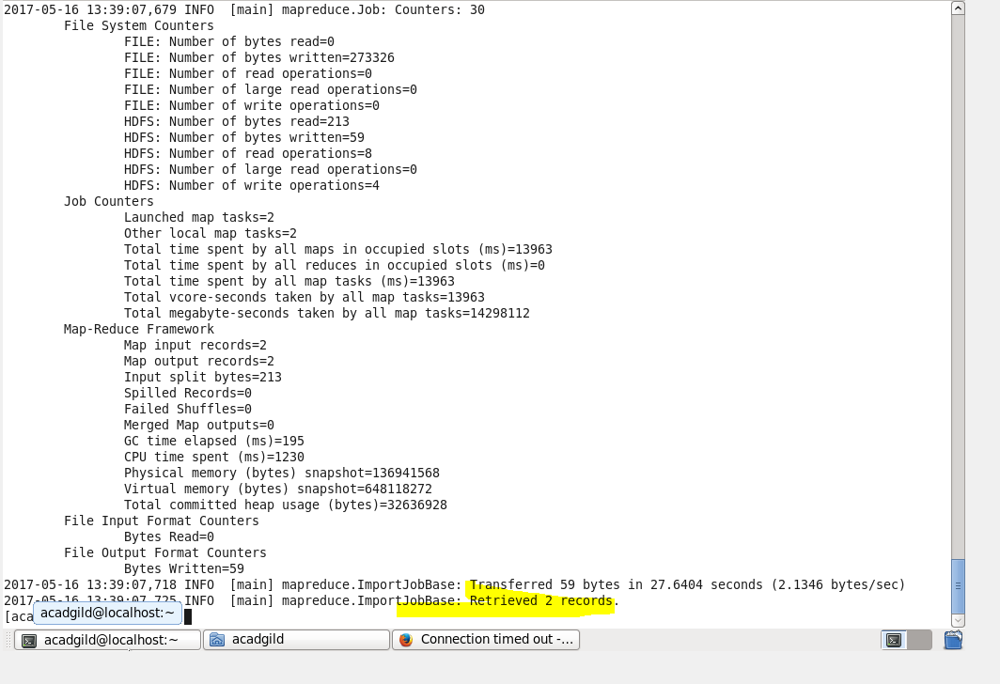 2017-05-16 13:39:07,679 INFO  [main] mapreduce.Job: Counters: 30
File System Counters
FILE: Number of bytes read=0
FILE: Number of bytes written=273326
FILE: Number of read operations=0
FILE: Number of large read operations=0
FILE: Number of write operations=0
HDFS: Number of bytes read=213
HDFS: Number of bytes written=59
HDFS: Number of read operations=8
HDFS: Number of large read operations=0
HDFS: Number of write operations=4
Job Counters
Launched map tasks=2
Other local map tasks=2
Total time spent by all maps in occupied slots (ms)=13963
Total time spent by all reduces in occupied slots (ms)=0
Total time spent by all map tasks (ms)=13963
Total vcore-seconds taken by all map tasks=13963
Total megabyte-seconds taken by all map tasks=14298112
Map-Reduce Framework
Map input records=2
Map output records=2
Input split bytes=213
Spilled Records=0
Failed Shuffles=0
Merged Map outputs=0
GC time elapsed (ms)=195
CPU time spent (ms)=1230
Physical memory (bytes) snapshot=136941568
Virtual memory (bytes) snapshot=648118272
Total committed heap usage (bytes)=32636928
File Input Format Counters
Bytes Read=0
File Output Format Counters
Bytes Written=59
2017-05-16 13:39:07,718 INFO  [main] mapreduce.ImportJobBase: Transferred 59 bytes in 27.6404 seconds (2.1346 bytes/sec)
2017-05-16 13:39:07,725 INFO  [main] mapreduce.ImportJobBase: Retrieved 2 records.
[aca
acadgild@localhost:~
acadgild@localhost:~ acadgild Connection timed out -...